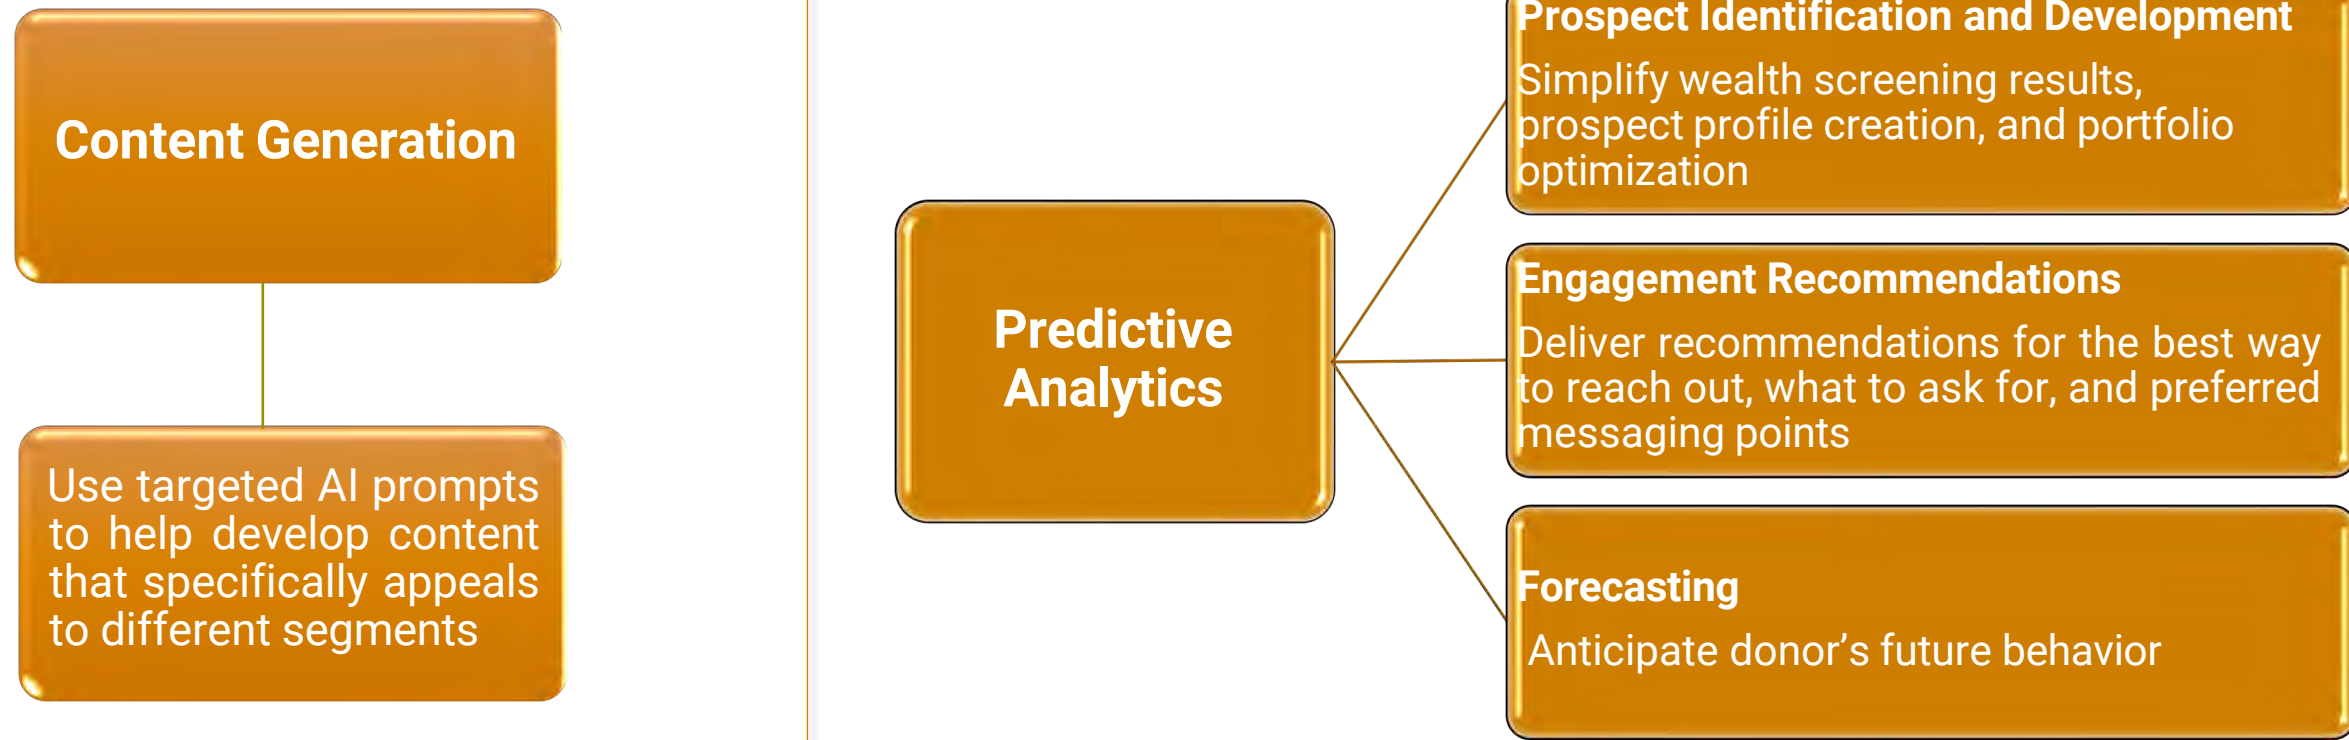 Content Generation
Use targeted AI prompts
to help develop content
that specifically appeals
to different segments
Predictive
Analytics
Prospect Identification and Development
Simplify wealth screening results,
prospect profile creation, and portfolio
optimization
Engagement Recommendations
Deliver recommendations for the best way
to reach out, what to ask for, and preferred
messaging points
Forecasting
Anticipate donor’s future behavior